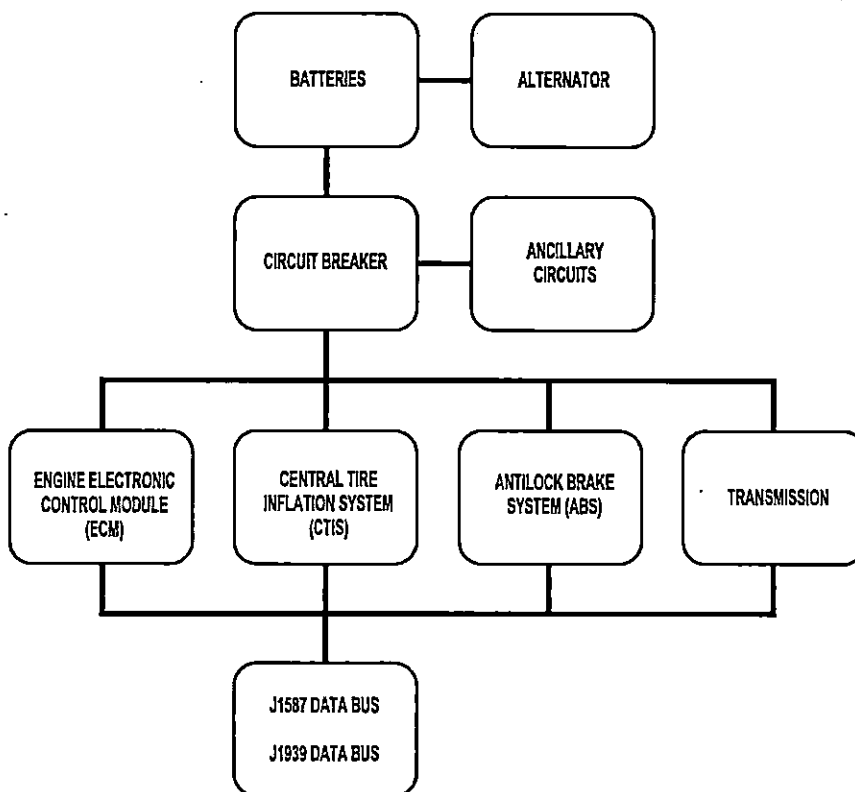 BATTERIES
ALTERNATOR
CIRCUIT BREAKER
ANCILLARY
CIRCUITS
ENGINE ELECTRONIC
CONTROL MODULE
(ECM)
CENTRAL TIRE
INFLATION SYSTEM
(CTIS)
ANTILOCK BRAKE
SYSTEM (ABS)
TRANSMISSION
J1587 DATA BUS
J1939 DATA BUS